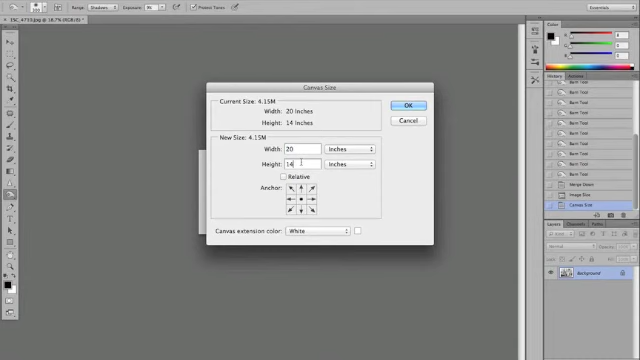 Range: Shadows Exposure: 9% Protect Tones Essentials
300
Color
R
G
B
Canvas Size
Current Size: 4.15M
Width: 20 Inches
Height: 14 Inches
New Size: 4.15M
Width: 20 Inches
Height: 14 Inches
Relative
Anchor:
Canvas extension color: White
OK
Cancel
History
Burn Tool
Burn Tool
Burn Tool
Burn Tool
Burn Tool
Burn Tool
Burn Tool
Burn Tool
Burn Tool
Merge Down
Image Size
Canvas Size
Layers Channels Paths
Normal
Background